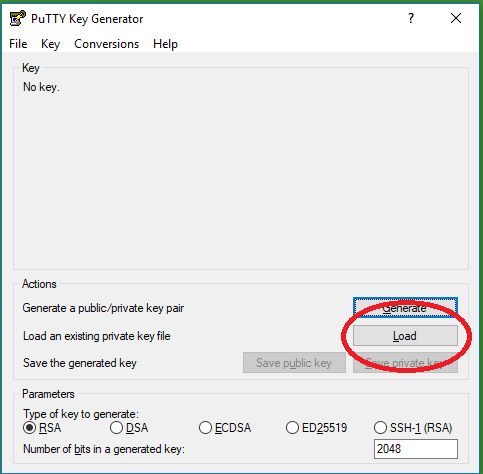 PuTTY Key Generator
?
File Key Conversions Help
Key
No key.
Actions
Generate a public/private key pair Generate
Load an existing private key file Load
Save the generated key Save public key Save private key
Parameters
Type of key to generate:
RSA DSA ECDSA ED25519 SSH-1 (RSA)
Number of bits in a generated key: 2048